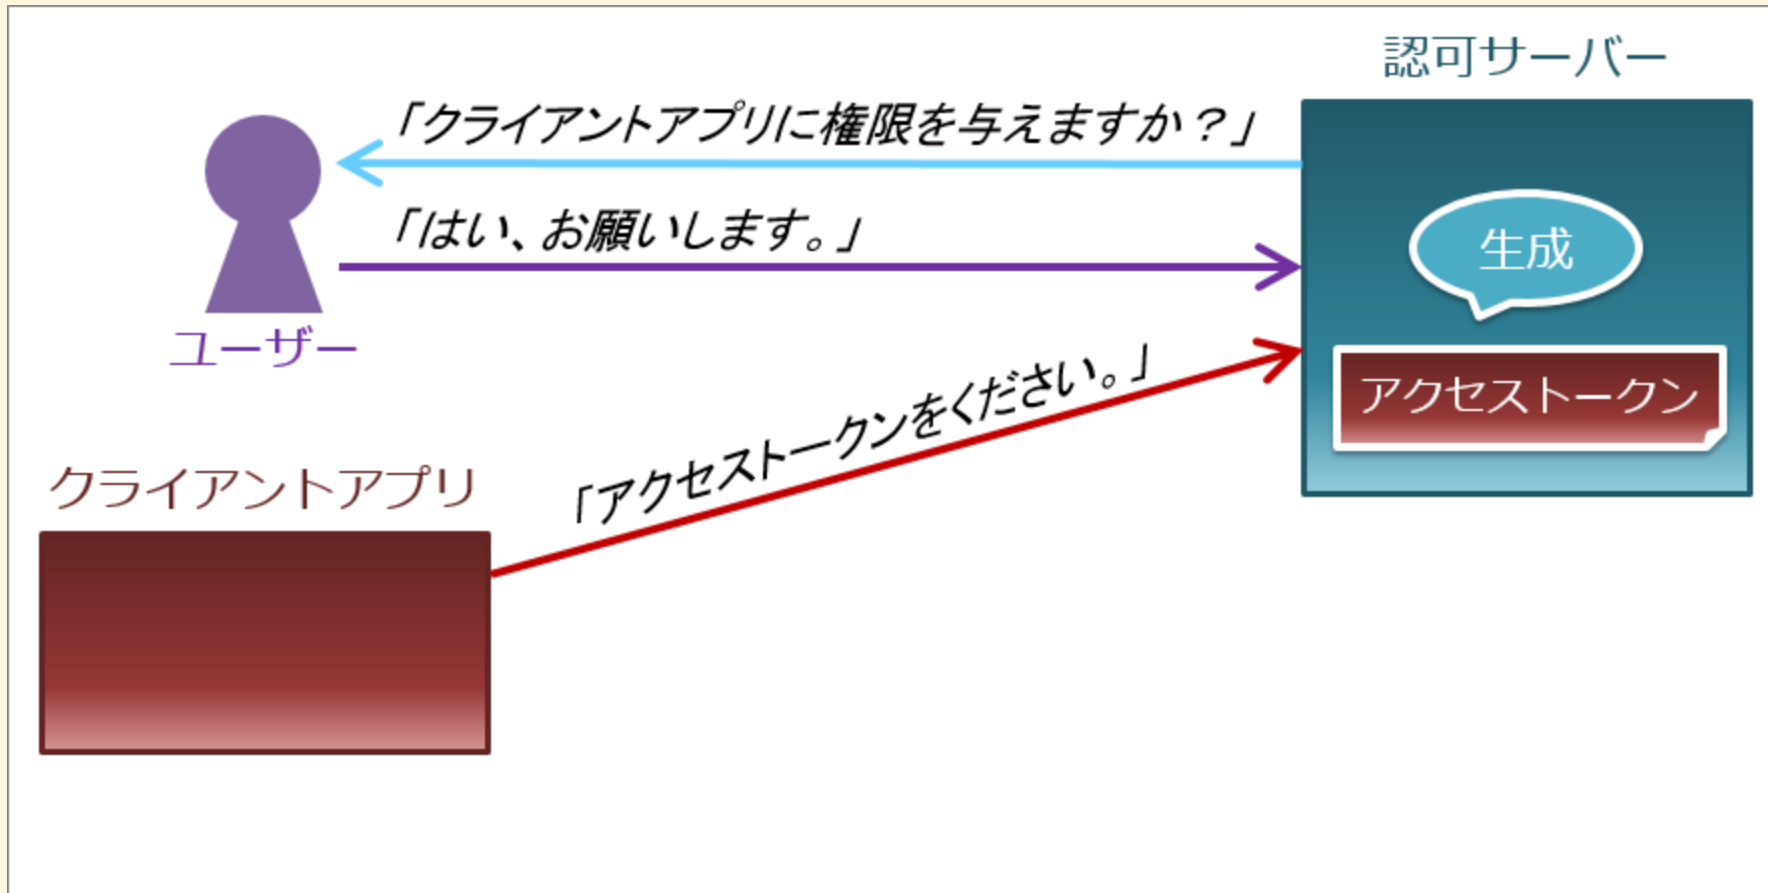 認可サーバー
「クライアントアプリに権限を与えますか？」
「はい、お願いします。」
生成
ユーザー
「アクセストークンをください。」
アクセストークン
クライアントアプリ